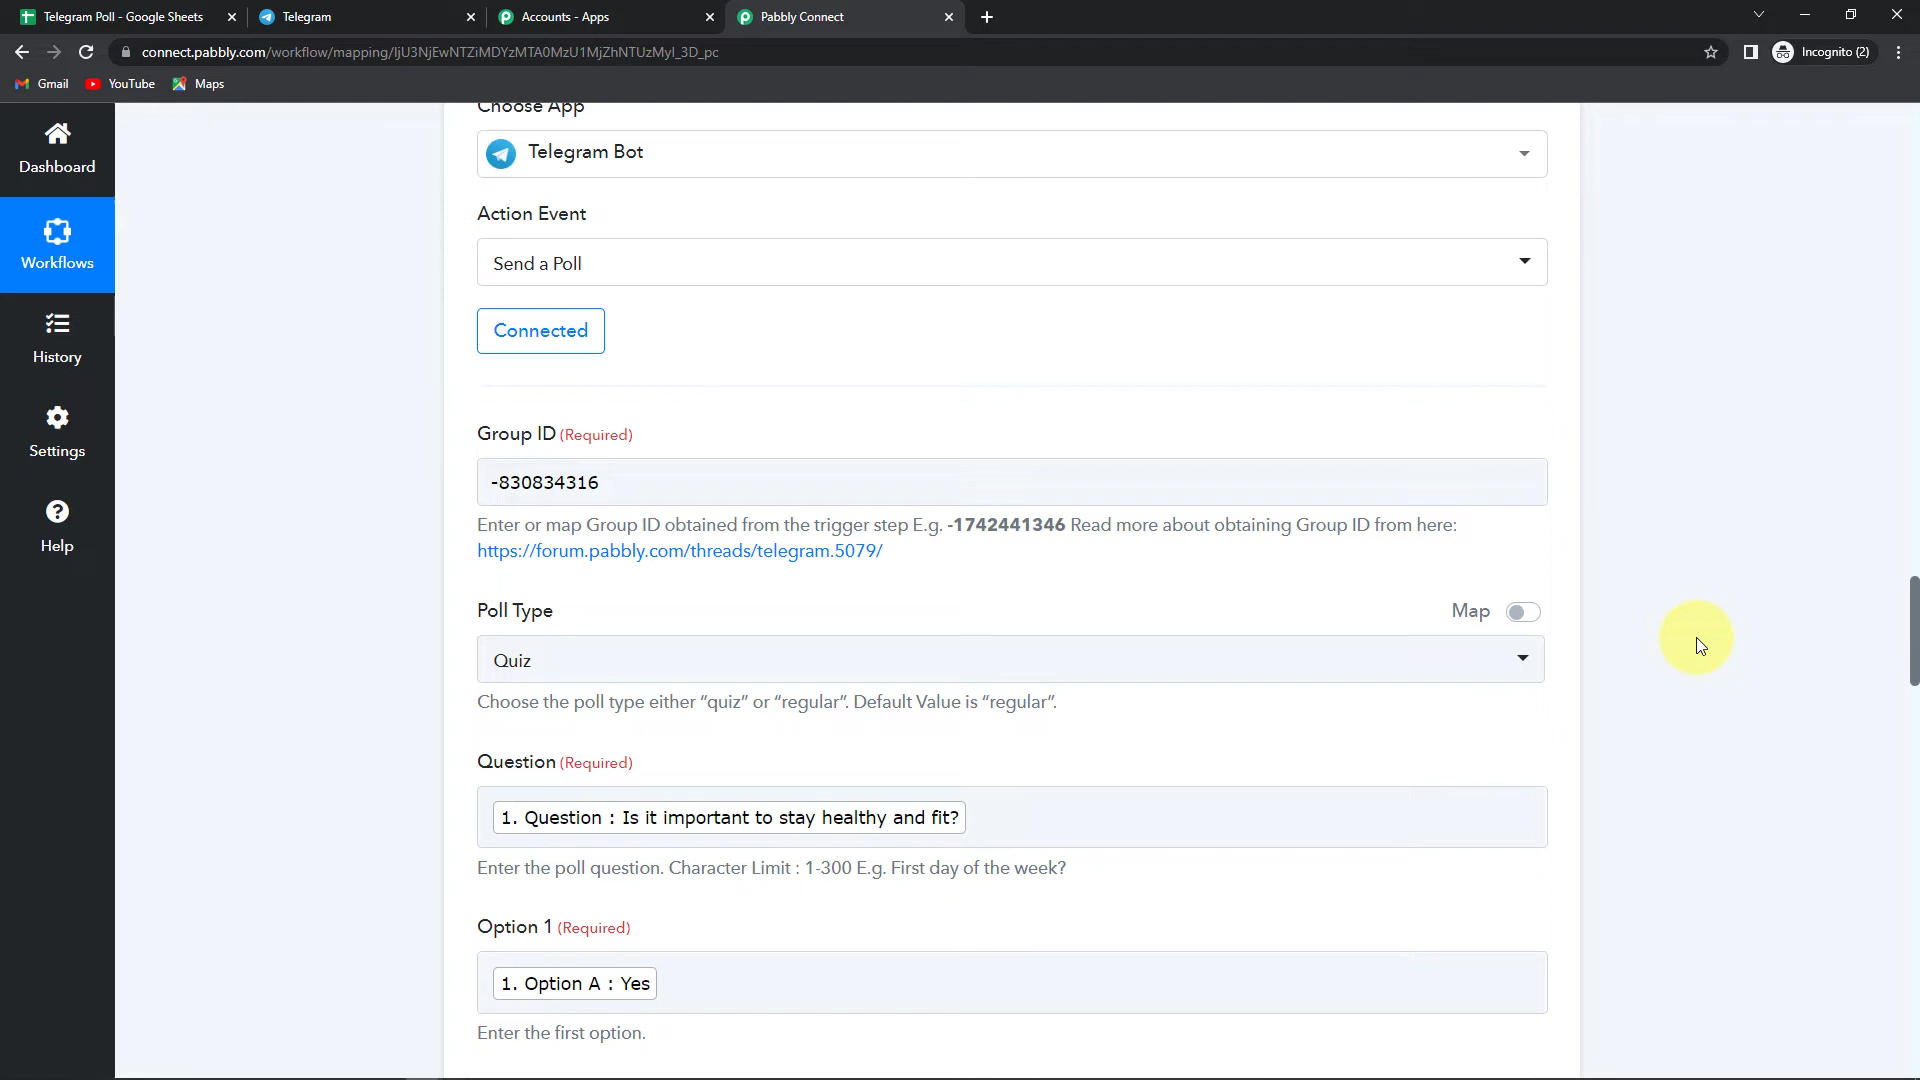 Telegram Poll - Google Sheets
Telegram
Accounts - Apps
Pabbly Connect
connect.pabbly.com/workflow/mapping/IjU3NjEwNTZiMDYzMTA0MzU1MjZhNTUzMyI_3D_pc
Incognito (2)
Gmail
YouTube
Maps
Dashboard
Workflows
History
Settings
Help
Choose App
Telegram Bot
Action Event
Send a Poll
Connected
Group ID (Required)
-830834316
Enter or map Group ID obtained from the trigger step E.g. -1742441346 Read more about obtaining Group ID from here:
https://forum.pabbly.com/threads/telegram.5079/
Poll Type
Map
Quiz
Choose the poll type either “quiz” or “regular”. Default Value is “regular”.
Question (Required)
1. Question : Is it important to stay healthy and fit?
Enter the poll question. Character Limit : 1-300 E.g. First day of the week?
Option 1 (Required)
1. Option A : Yes
Enter the first option.